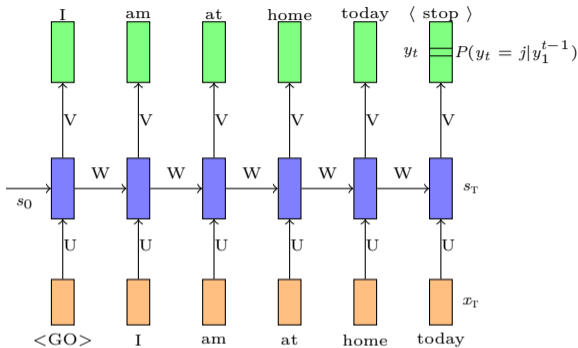 I am at home today ⟨ stop ⟩
y_t P(y_t = j|y_1^{t−1})
V V V V V V
W W W W W
s_0 s_T
U U U U U U
x_T
<GO> I am at home today